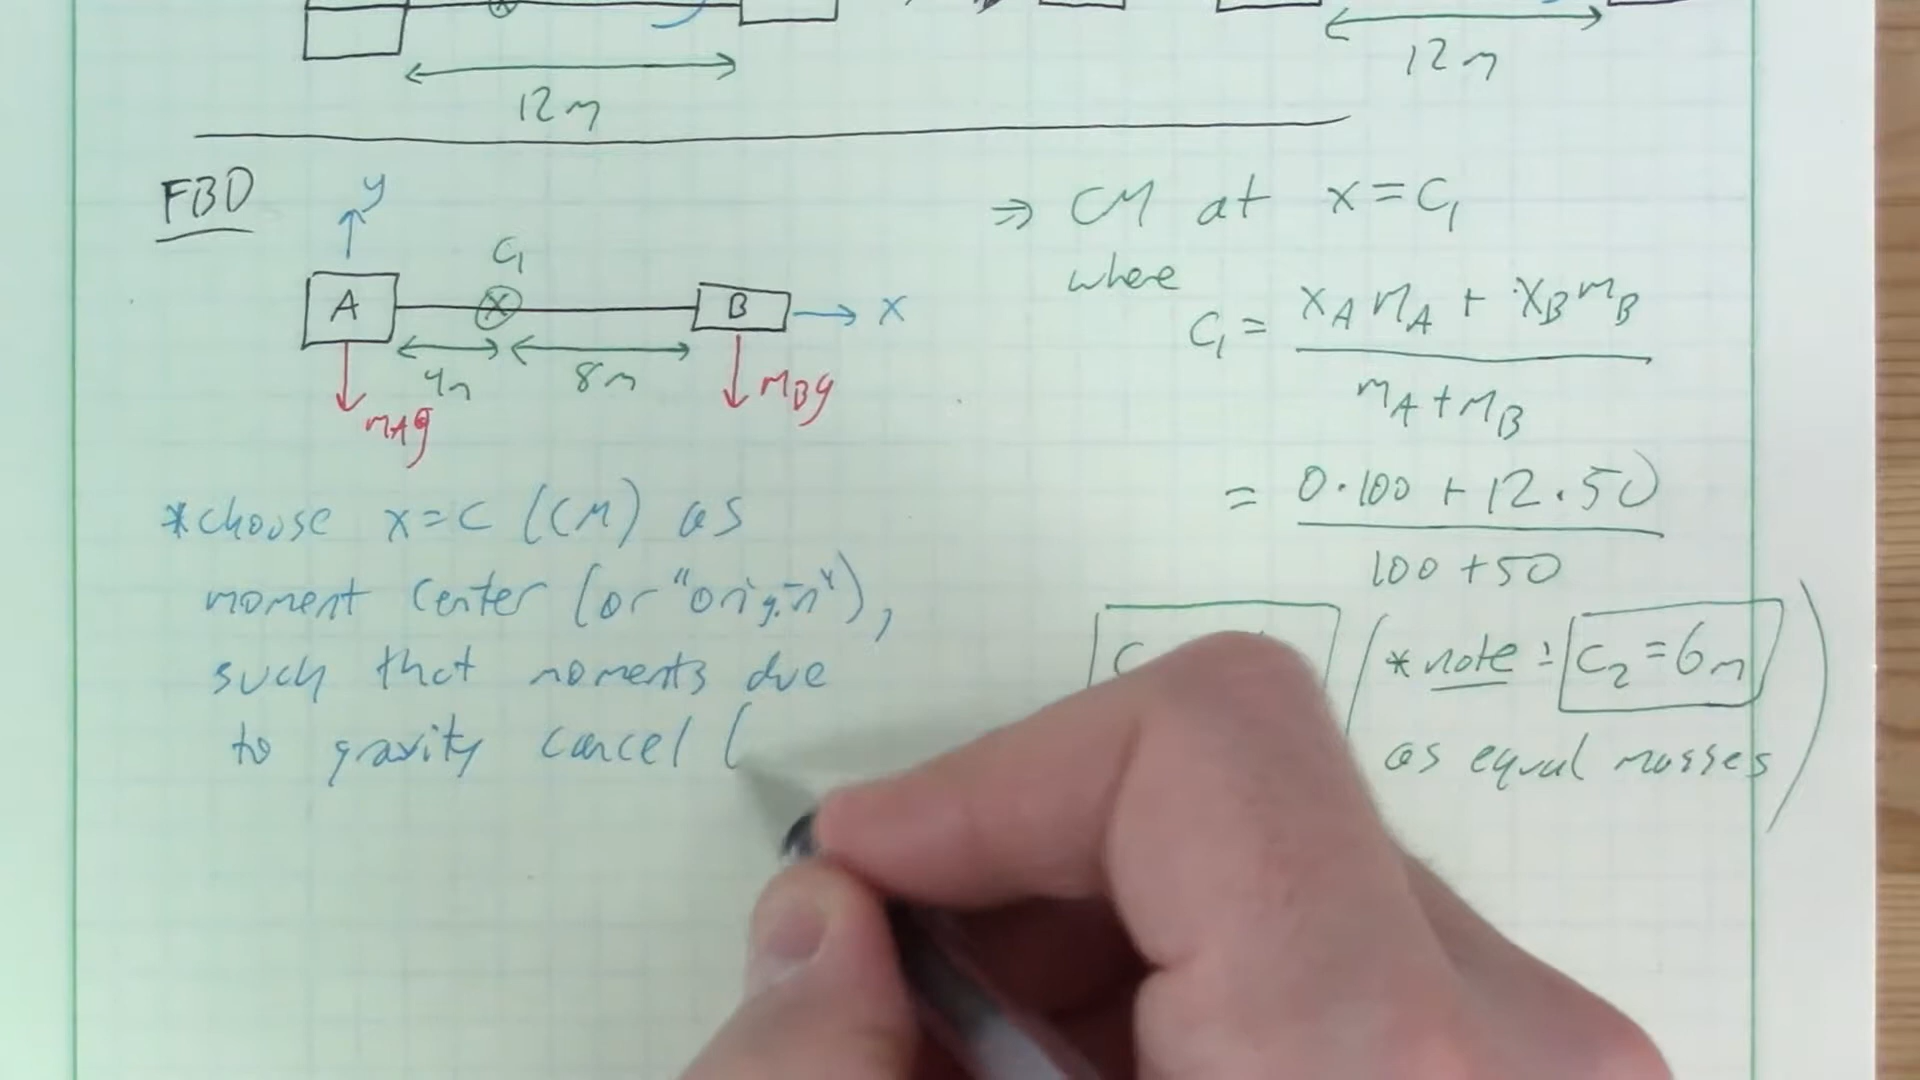 12m
12m
FBD
y
C₁
A
B
x
4m
8m
mAg
mBg
*choose x=c (CM) as
moment center (or "origin"),
such that moments due
to gravity cancel (
⇒ CM at x=C₁
where
C₁ = xA mA + xB mB
mA+mB
= 0·100 + 12·50
100+50
C
(*note: C₂=6m
as equal masses)